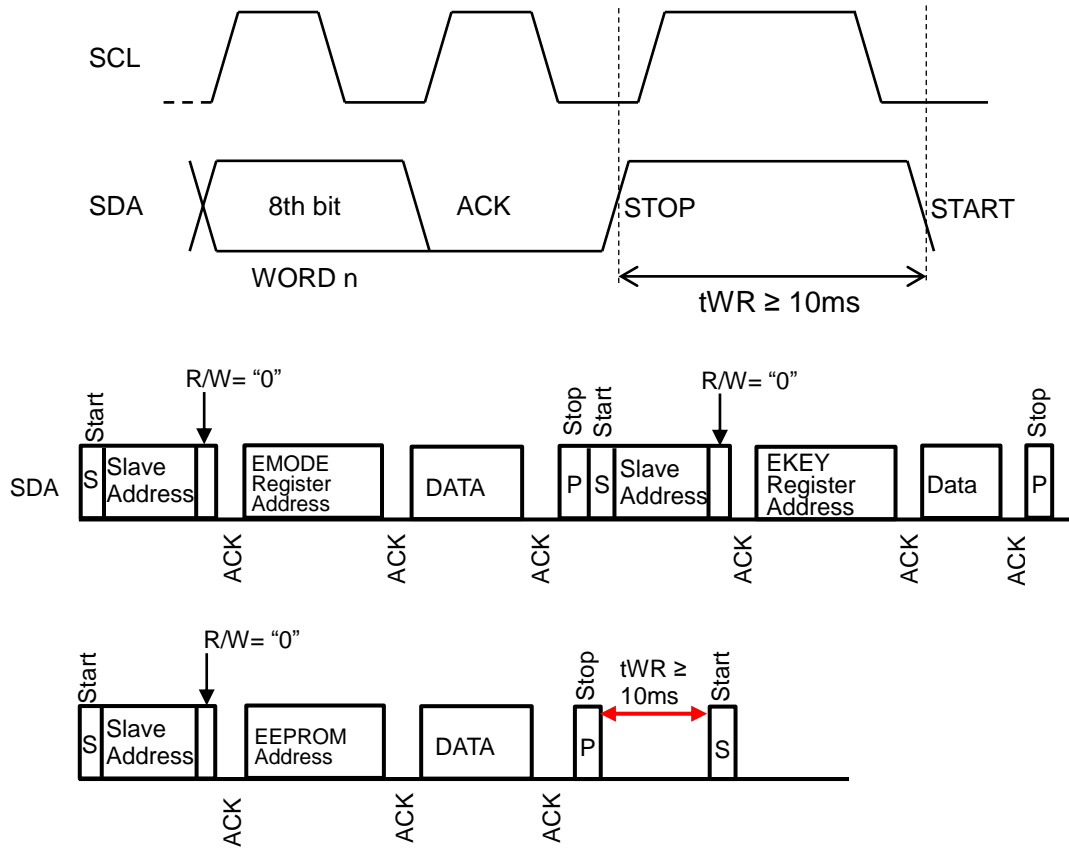 SCL
SDA
8th bit
ACK
STOP
START
WORD n
tWR ≥ 10ms
R/W= “0”
R/W= “0”
Start
Stop
Start
Stop
SDA
S
Slave
Address
EMODE
Register
Address
DATA
P
S
Slave
Address
EKEY
Register
Address
Data
P
ACK
ACK
ACK
ACK
ACK
ACK
R/W= “0”
Start
Stop
tWR ≥
10ms
Start
S
Slave
Address
EEPROM
Address
DATA
P
S
ACK
ACK
ACK